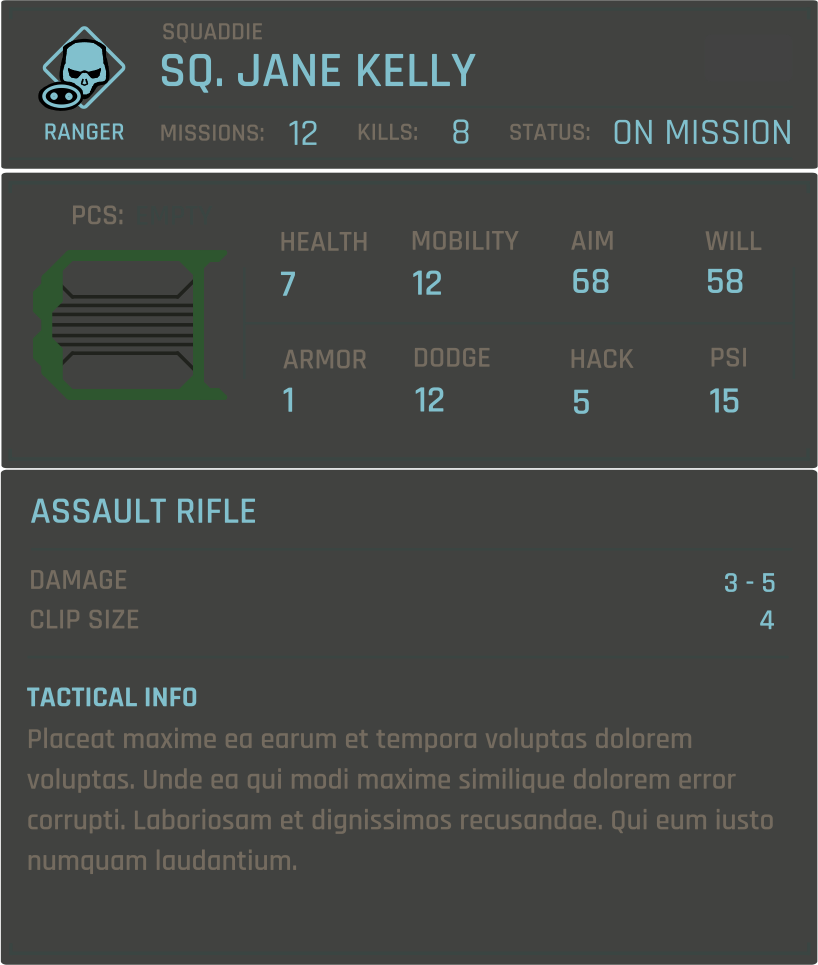 SQUADDIE
SQ. JANE KELLY
RANGER
MISSIONS: 12 KILLS: 8 STATUS: ON MISSION
PCS:
HEALTH MOBILITY AIM WILL
7 12 68 58
ARMOR DODGE HACK PSI
1 12 5 15
ASSAULT RIFLE
DAMAGE 3 - 5
CLIP SIZE 4
TACTICAL INFO
Placeat maxime ea earum et tempora voluptas dolorem
voluptas. Unde ea qui modi maxime similique dolorem error
corrupti. Laboriosam et dignissimos recusandae. Qui eum iusto
numquam laudantium.